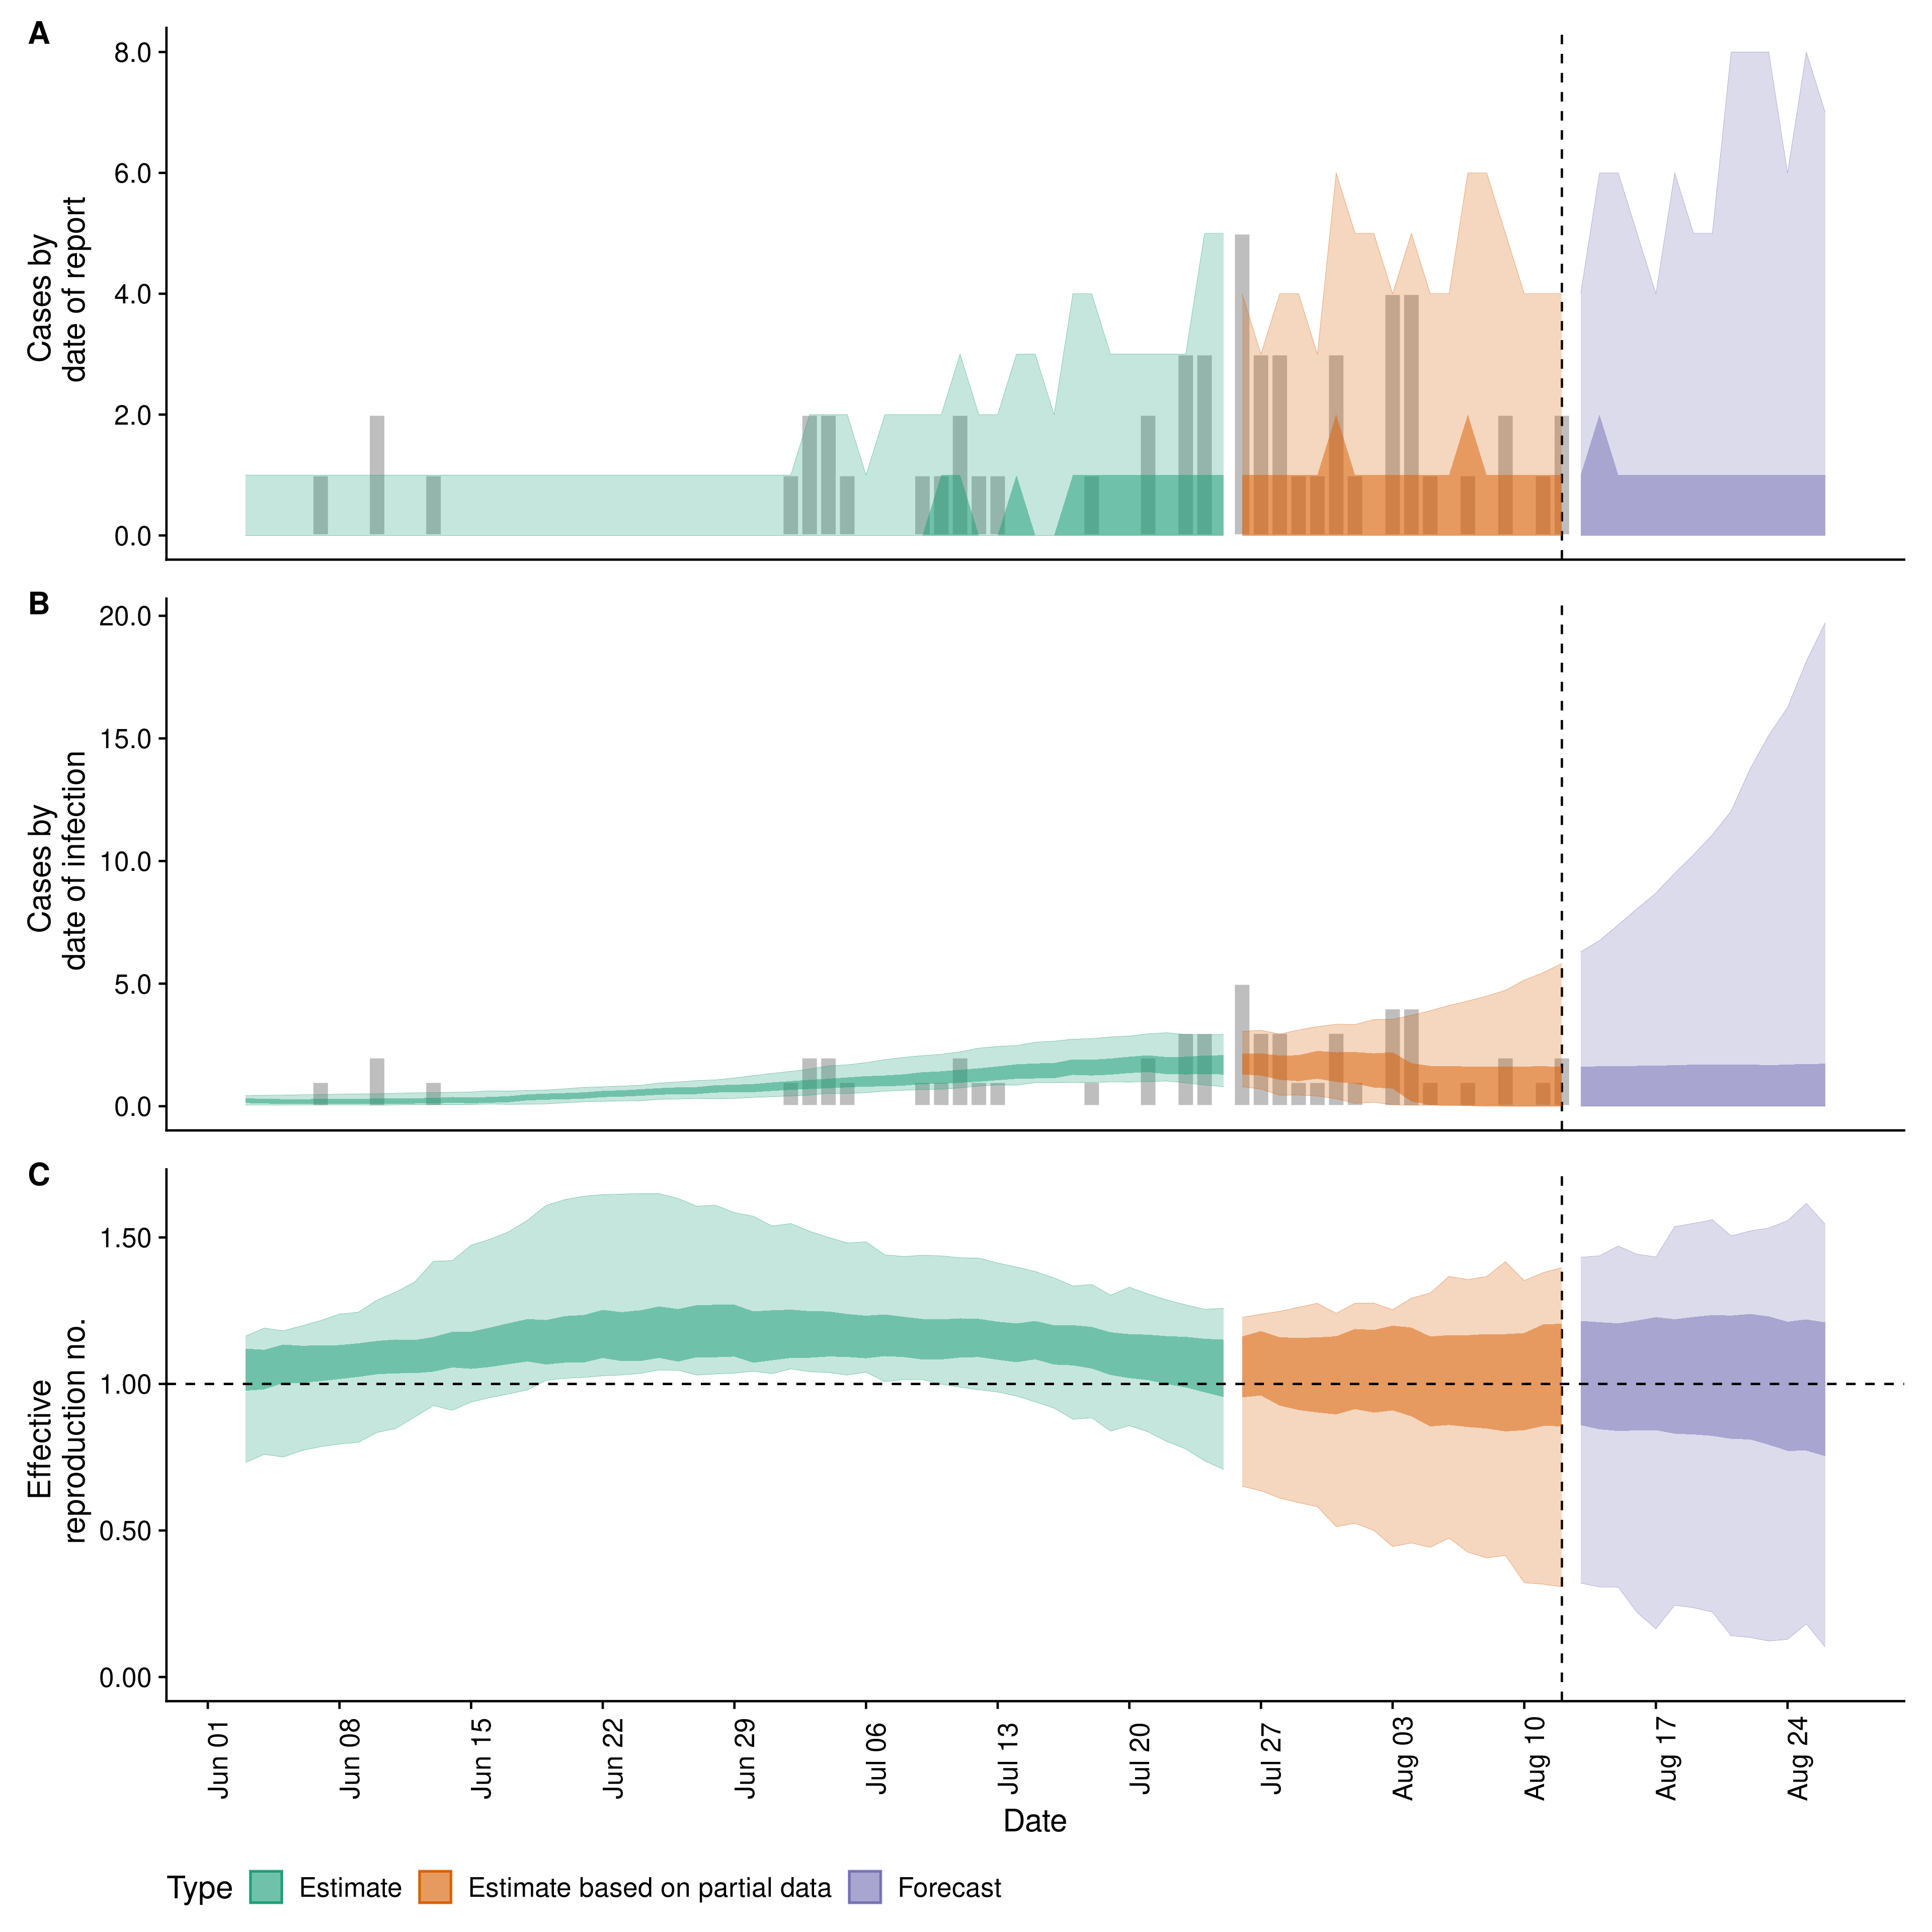 A
8.0
6.0
4.0
2.0
0.0
Cases by
date of report
B
20.0
15.0
10.0
5.0
0.0
Cases by
date of infection
C
1.50
1.00
0.50
0.00
Effective
reproduction no.
Jun 01
Jun 08
Jun 15
Jun 22
Jun 29
Jul 06
Jul 13
Jul 20
Jul 27
Aug 03
Aug 10
Aug 17
Aug 24
Date
Type Estimate Estimate based on partial data Forecast